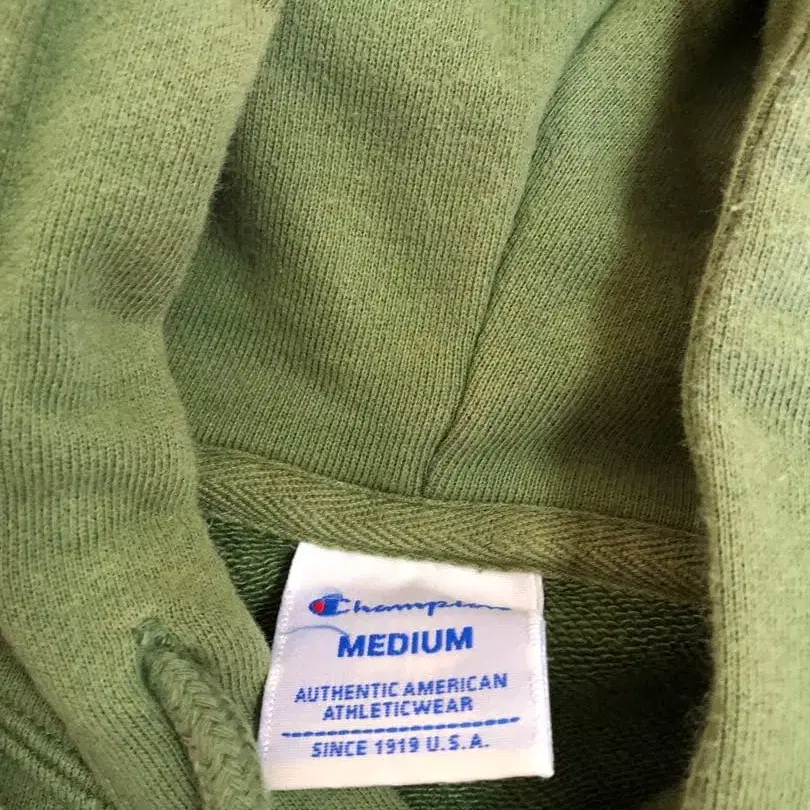 Champion
MEDIUM
AUTHENTIC AMERICAN
ATHLETICWEAR
SINCE 1919 U.S.A.